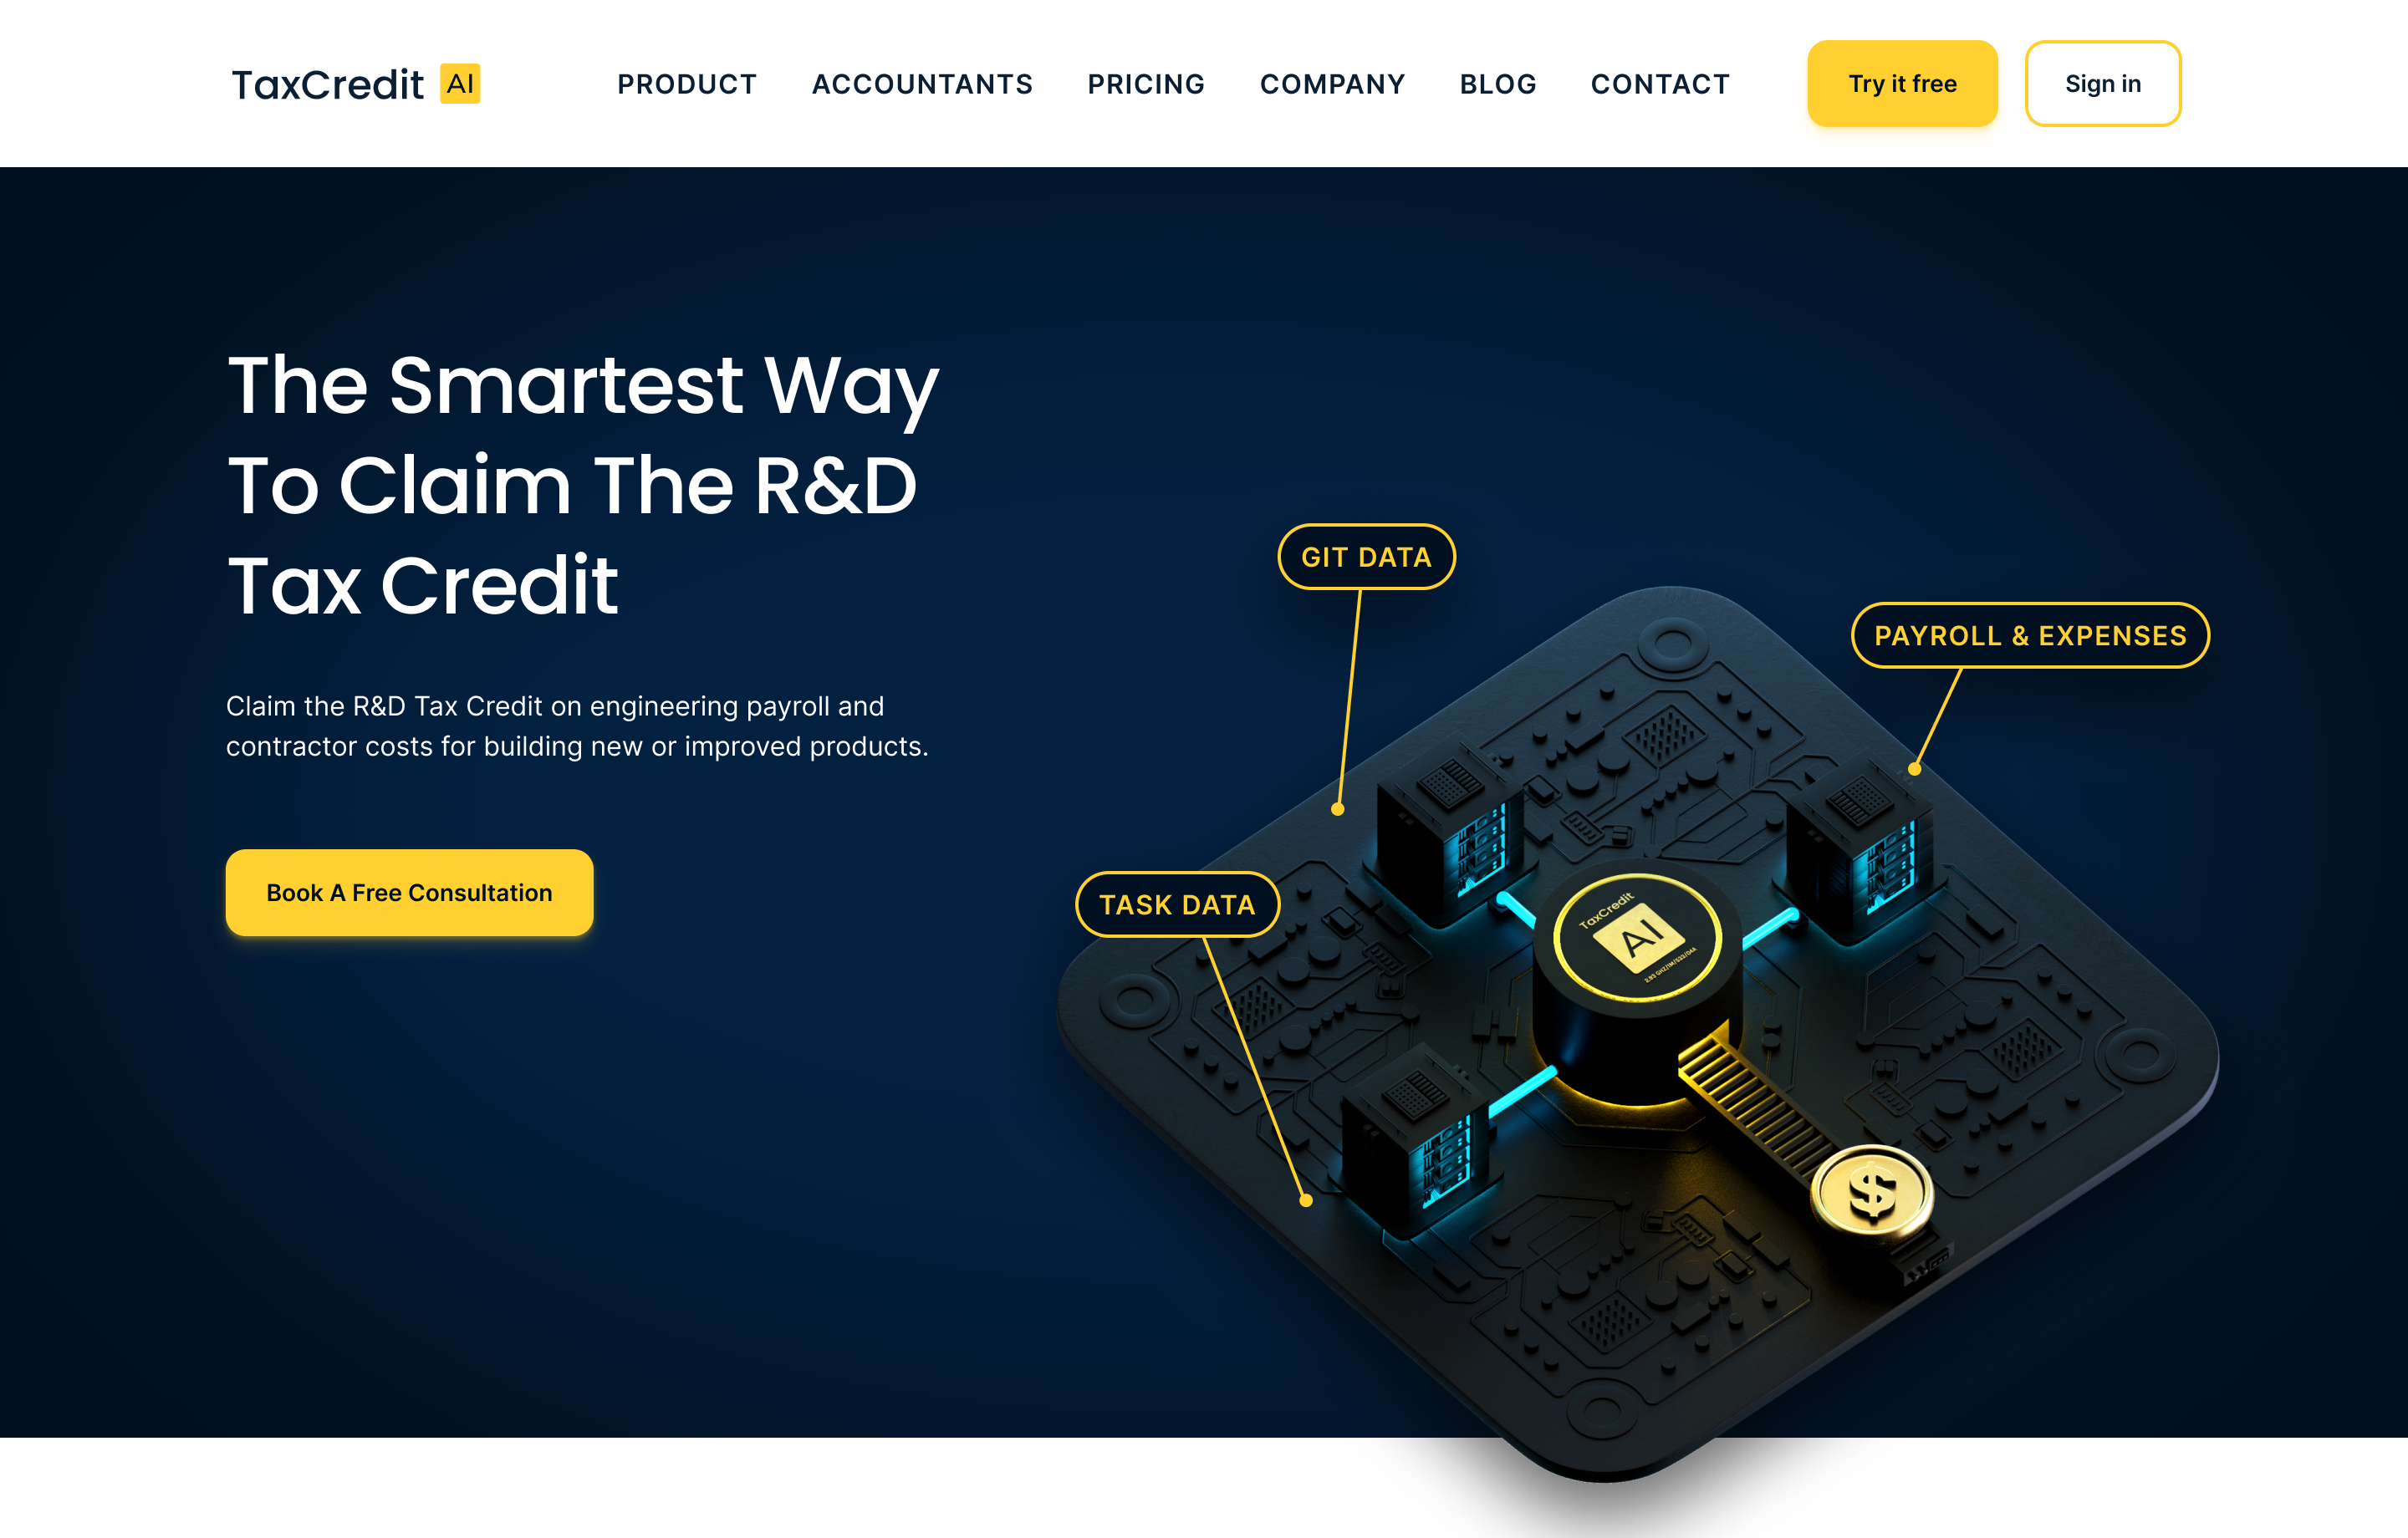 TaxCredit AI
PRODUCT
ACCOUNTANTS
PRICING
COMPANY
BLOG
CONTACT
Try it free
Sign in
The Smartest Way
To Claim The R&D
Tax Credit
Claim the R&D Tax Credit on engineering payroll and
contractor costs for building new or improved products.
Book A Free Consultation
GIT DATA
PAYROLL & EXPENSES
TASK DATA
TaxCredit
AI
$